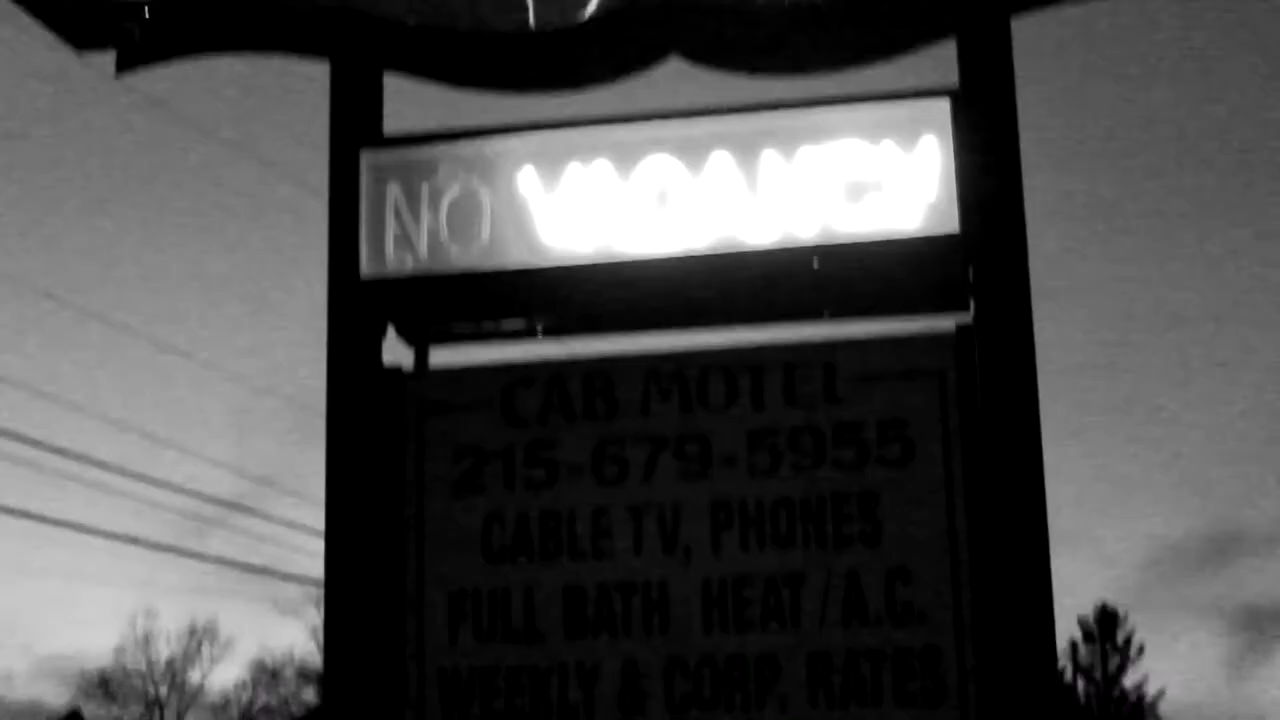 NO VACANCY
CAB MOTEL
215-679-5955
CABLE TV, PHONES
FULL BATH HEAT/A.C.
WEEKLY & CORP. RATES